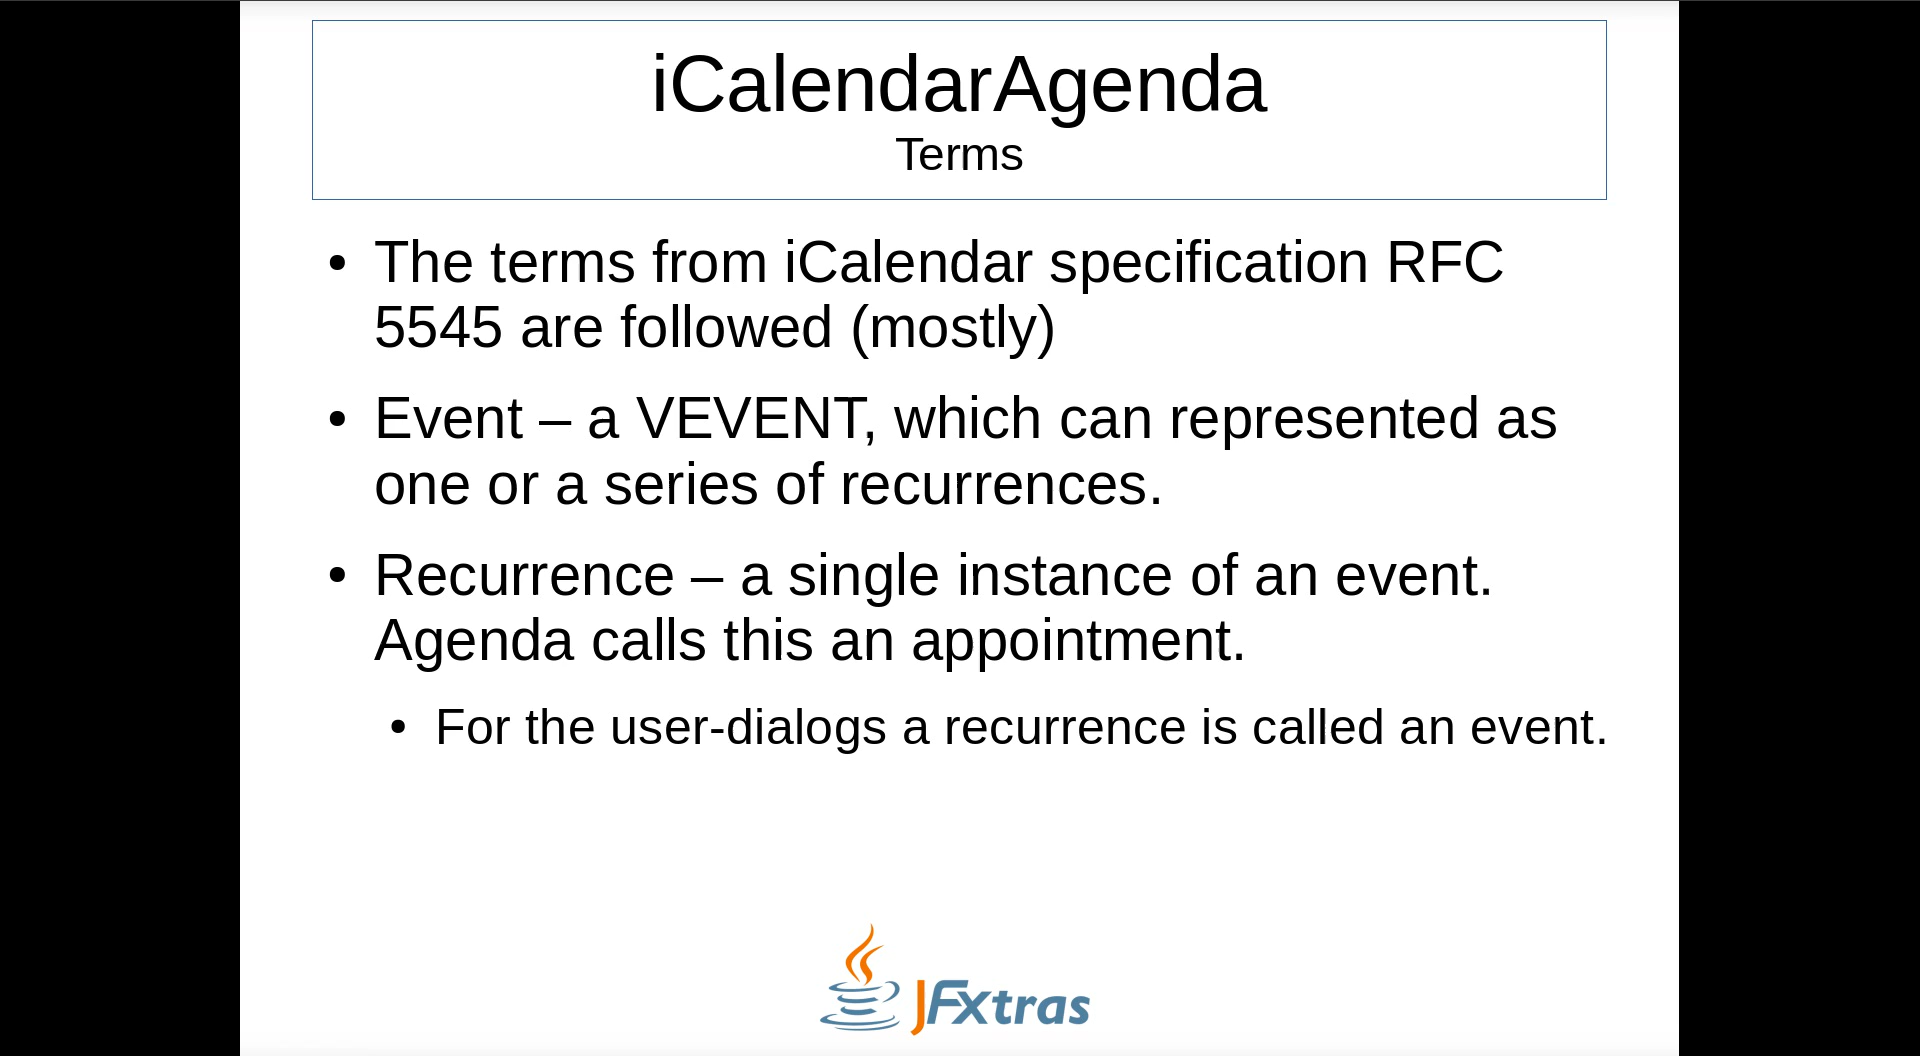 iCalendarAgenda
Terms
• The terms from iCalendar specification RFC
5545 are followed (mostly)
• Event – a VEVENT, which can represented as
one or a series of recurrences.
• Recurrence – a single instance of an event.
Agenda calls this an appointment.
• For the user-dialogs a recurrence is called an event.
JFXtras